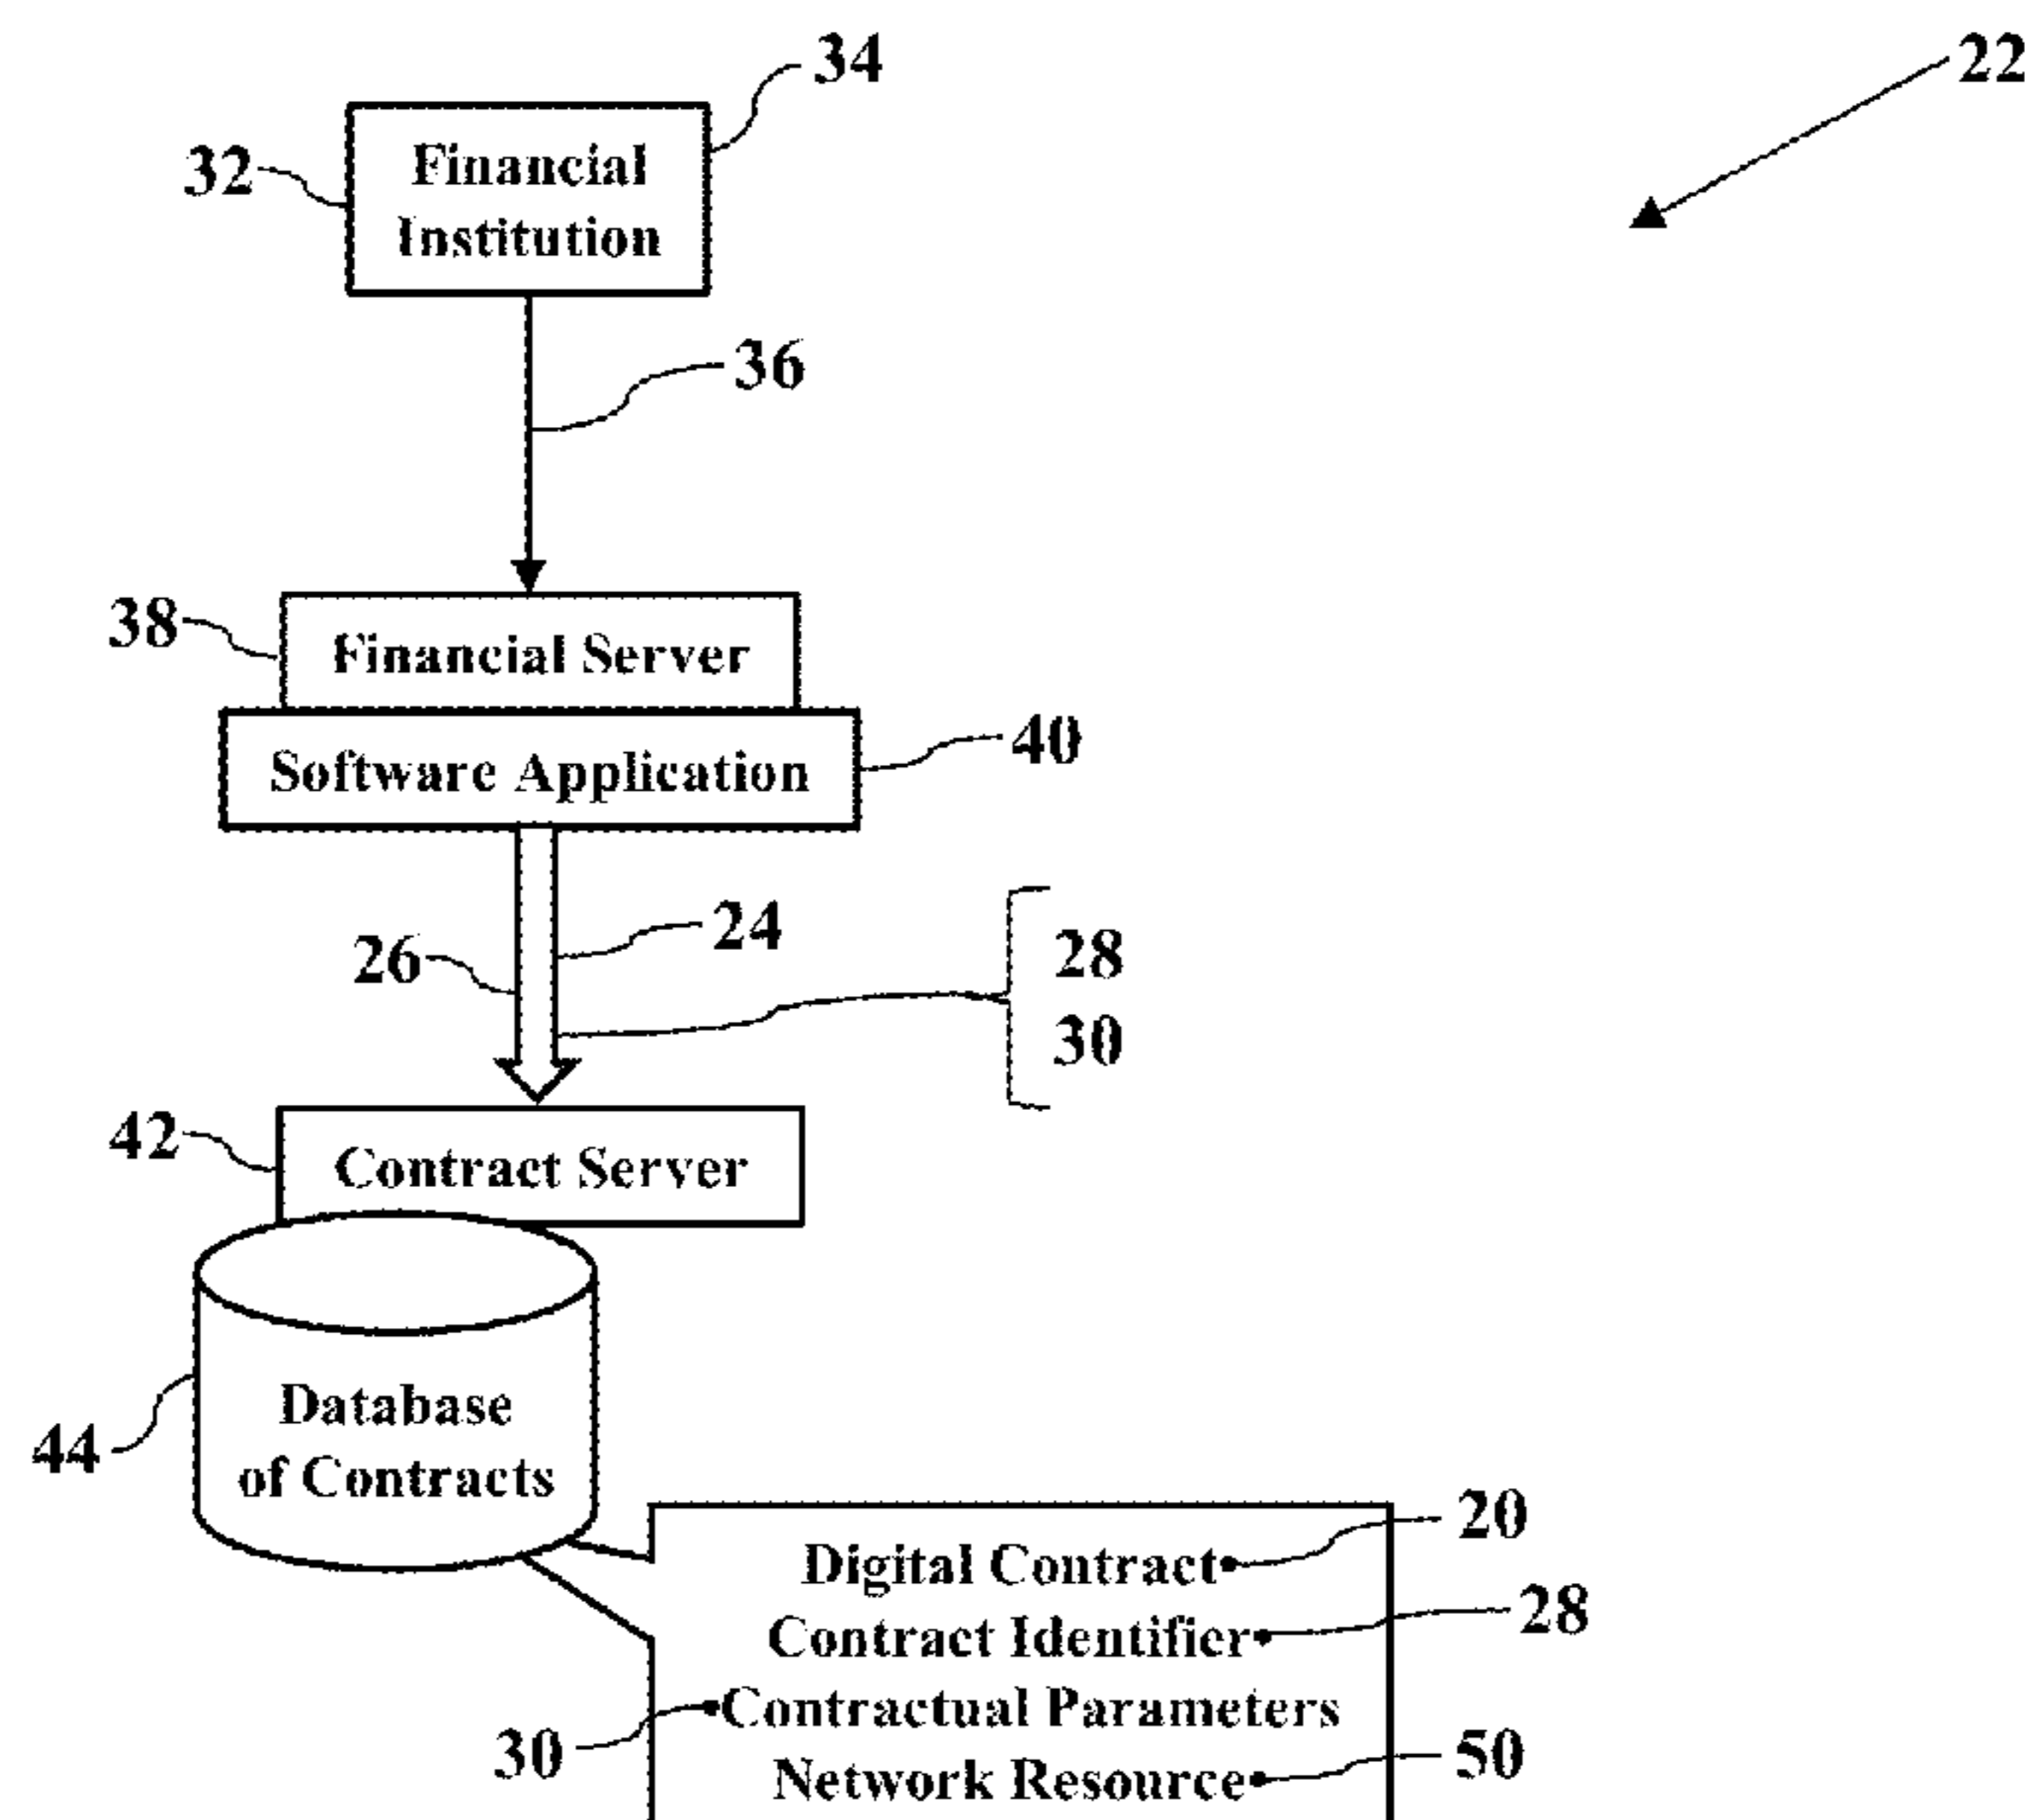 34
22
32
Financial
Institution
36
38
Financial Server
Software Application
40
24
26
28
30
42
Contract Server
Database
of Contracts
44
20
Digital Contract
28
Contract Identifier
Contractual Parameters
30
50
Network Resource